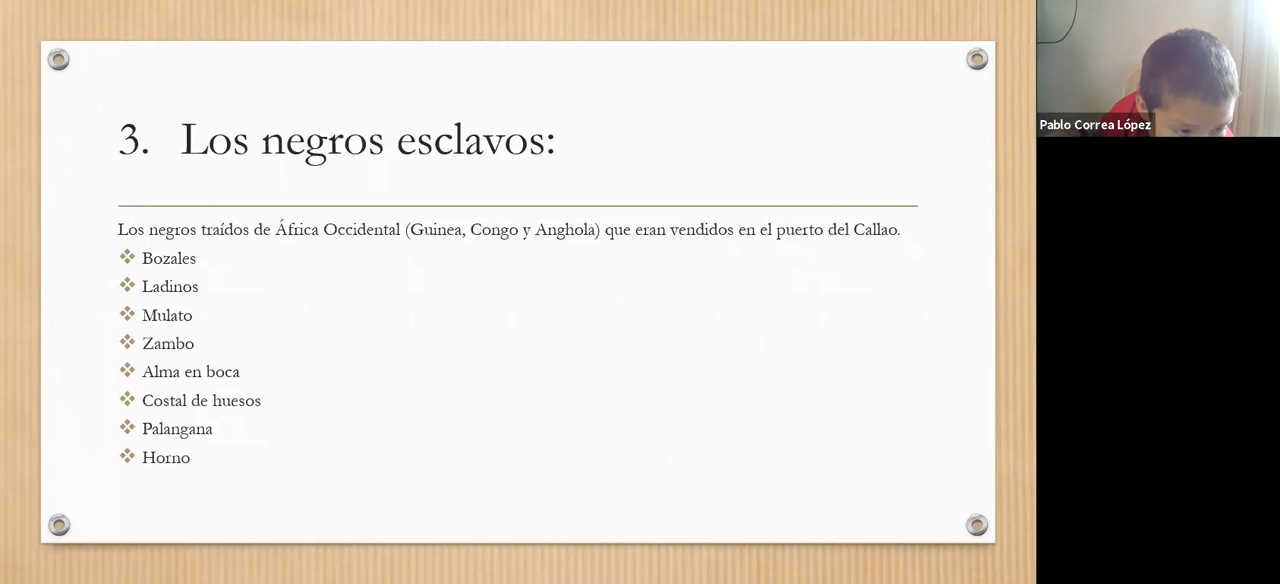 3. Los negros esclavos:
Los negros traídos de África Occidental (Guinea, Congo y Anghola) que eran vendidos en el puerto del Callao.
Bozales
Ladinos
Mulato
Zambo
Alma en boca
Costal de huesos
Palangana
Horno
Pablo Correa López